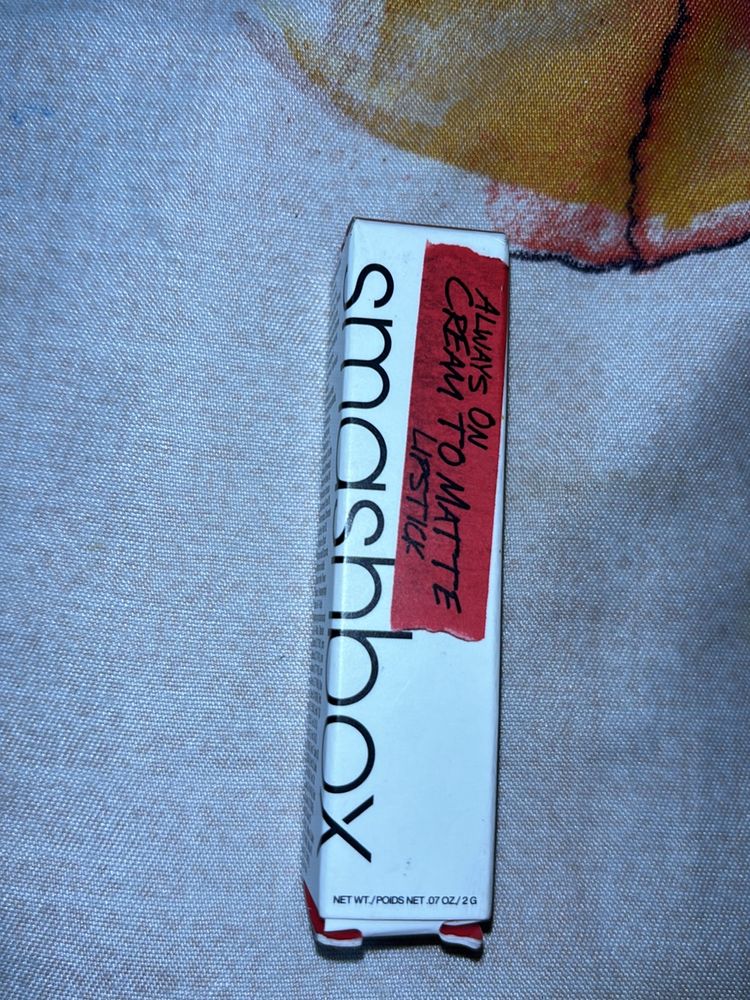 smashbox
ALWAYS ON
CREAM TO MATTE
LIPSTICK
NET WT./POIDS NET .07 OZ./ 2 G